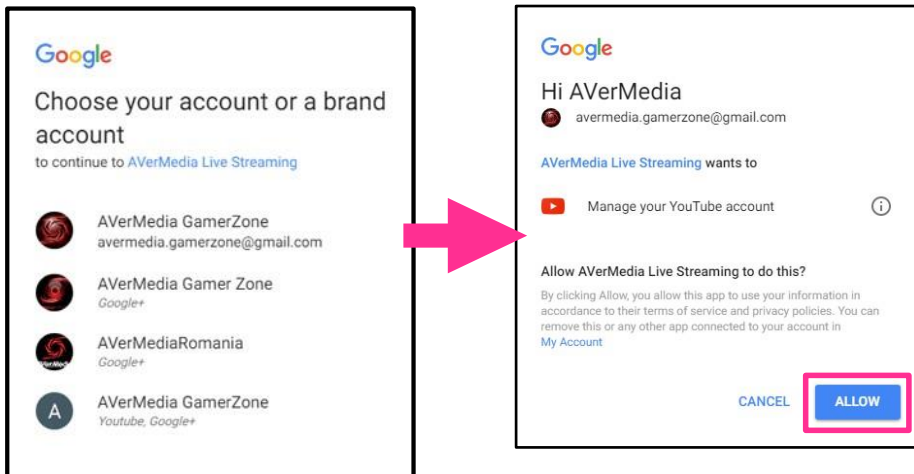 Google
Choose your account or a brand
account
to continue to AVerMedia Live Streaming
AVerMedia GamerZone
avermedia.gamerzone@gmail.com
AVerMedia Gamer Zone
Google+
AVerMediaRomania
Google+
A
AVerMedia GamerZone
Youtube, Google+
Google
Hi AVerMedia
avermedia.gamerzone@gmail.com
AVerMedia Live Streaming wants to
Manage your YouTube account
Allow AVerMedia Live Streaming to do this?
By clicking Allow, you allow this app to use your information in
accordance to their terms of service and privacy policies. You can
remove this or any other app connected to your account in
My Account
CANCEL
ALLOW